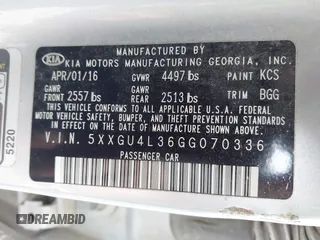 MANUFACTURED BY
KIA KIA MOTORS MANUFACTURING GEORGIA, INC.
APR/01/16 GVWR 4497lbs PAINT KCS
GAWR GAWR
FRONT 2557lbs REAR 2513lbs TRIM BGG
THIS VEHICLE CONFORMS TO ALL APPLICABLE FEDERAL
MOTOR VEHICLE SAFETY, BUMPER, AND THEFT PREVENTION
STANDARDS IN EFFECT ON THE DATE OF MANUFACTURE
SHOWN ABOVE.
V.I.N. 5XXGU4L36GG070336
PASSENGER CAR
5220
DREAMBID